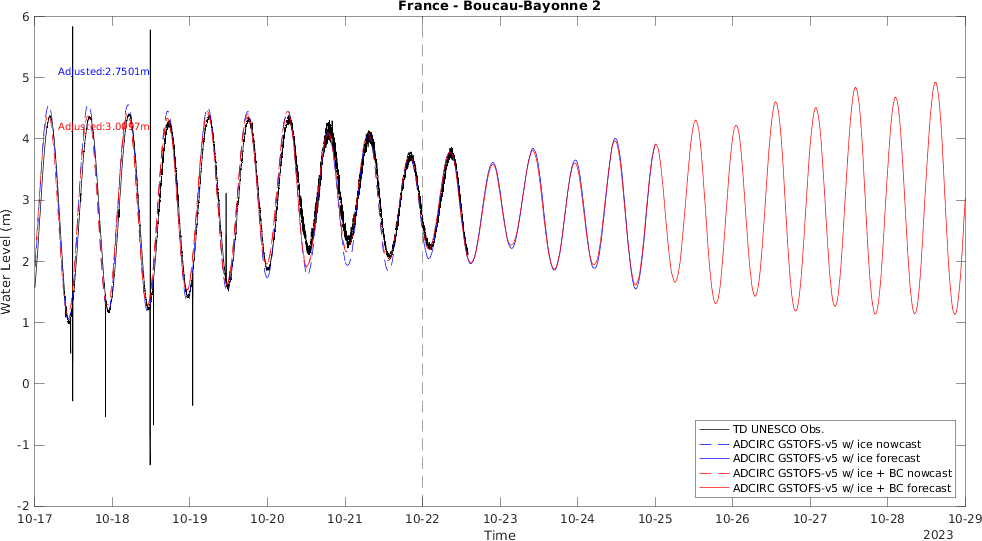 France - Boucau-Bayonne 2
6
5
4
3
2
1
0
-1
-2
Water Level (m)
Adjusted:2.7501m
Adjusted:3.0097m
TD UNESCO Obs.
ADCIRC GSTOFS-v5 w/ ice nowcast
ADCIRC GSTOFS-v5 w/ ice forecast
ADCIRC GSTOFS-v5 w/ ice + BC nowcast
ADCIRC GSTOFS-v5 w/ ice + BC forecast
10-17 10-18 10-19 10-20 10-21 10-22 10-23 10-24 10-25 10-26 10-27 10-28 10-29
Time
2023